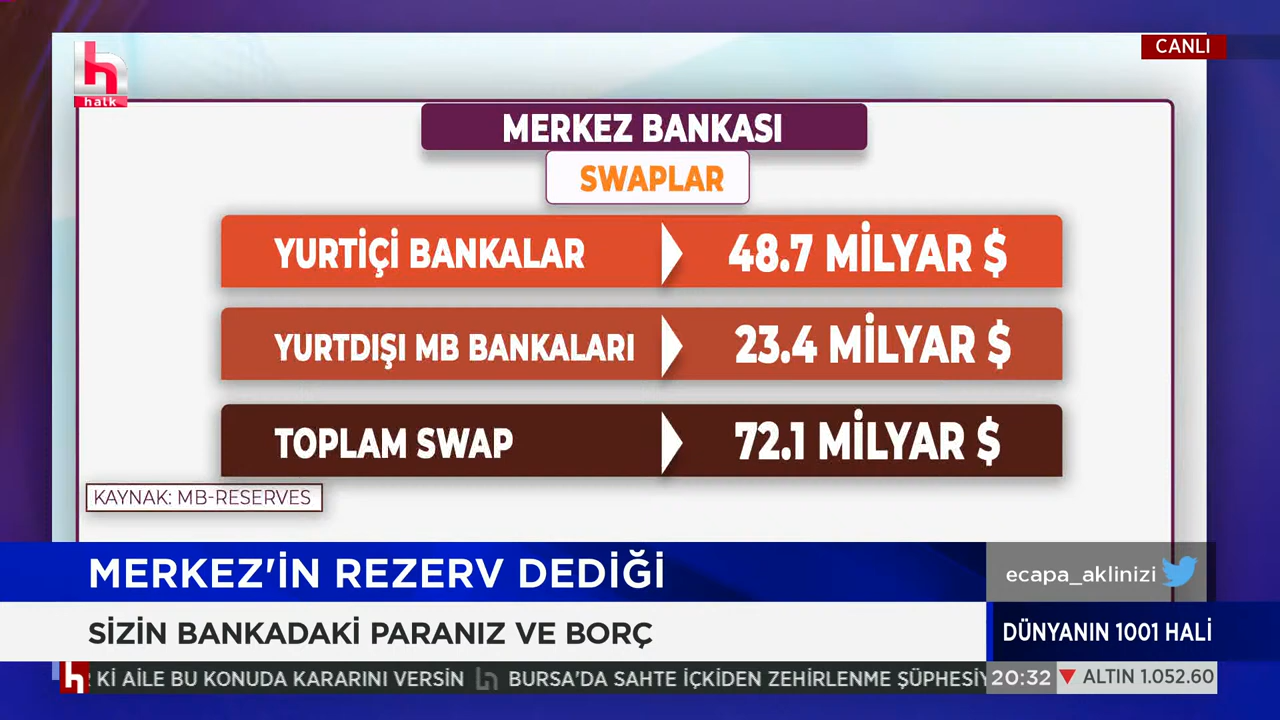 CANLI
h
halk
MERKEZ BANKASI
SWAPLAR
YURTİÇİ BANKALAR 48.7 MİLYAR $
YURTDIŞI MB BANKALARI 23.4 MİLYAR $
TOPLAM SWAP 72.1 MİLYAR $
KAYNAK: MB-RESERVES
MERKEZ'İN REZERV DEDİĞİ
ecapa_aklinizi
SİZİN BANKADAKİ PARANIZ VE BORÇ
DÜNYANIN 1001 HALİ
h Kİ AİLE BU KONUDA KARARINI VERSİN h BURSA'DA SAHTE İÇKİDEN ZEHİRLENME 20:32 ALTIN 1.052.60